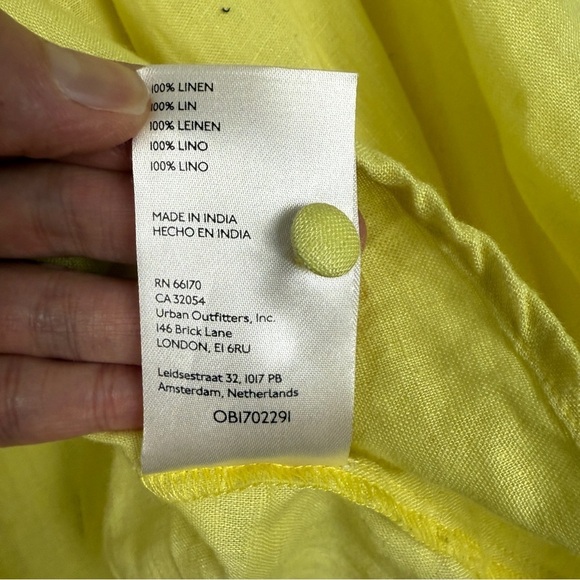 100% LINEN
100% LIN
100% LEINEN
100% LINO
100% LINO
MADE IN INDIA
HECHO EN INDIA
RN 66170
CA 32054
Urban Outfitters, Inc.
146 Brick Lane
LONDON, E1 6RU
Leidsestraat 32, 1017 PB
Amsterdam, Netherlands
OB1702291